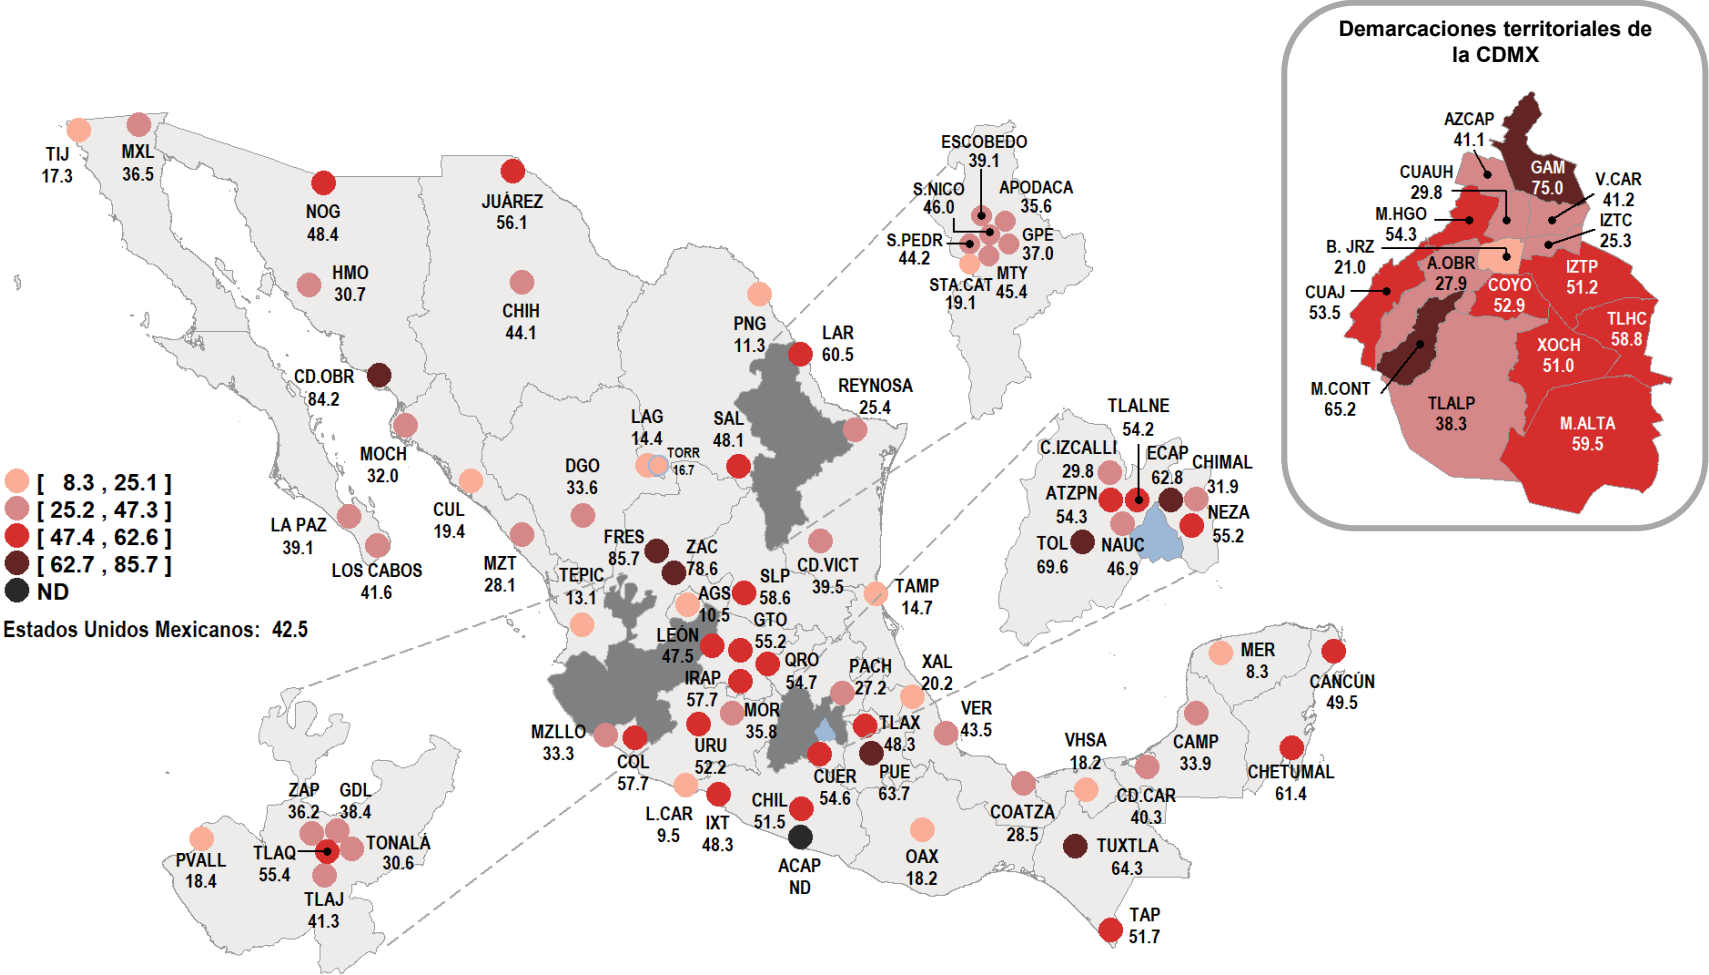 Demarcaciones territoriales de
la CDMX
AZCAP
41.1
CUAUH
29.8
GAM
75.0
V.CAR
41.2
M.HGO
54.3
IZTC
25.3
B. JRZ
21.0
A.OBR
27.9
IZTP
51.2
CUAJ
53.5
COYO
52.9
TLHC
58.8
XOCH
51.0
M.CONT
65.2
TLALP
38.3
M.ALTA
59.5
TIJ
17.3
MXL
36.5
NOG
48.4
JUÁREZ
56.1
HMO
30.7
CHIH
44.1
CD.OBR
84.2
MOCH
32.0
LA PAZ
39.1
LOS CABOS
41.6
CUL
19.4
MZT
28.1
DGO
33.6
LAG
14.4
TORR
16.7
SAL
48.1
PNG
11.3
LAR
60.5
REYNOSA
25.4
ESCOBEDO
39.1
S.NICO
46.0
APODACA
35.6
S.PEDR
44.2
GPE
37.0
STA.CAT
19.1
MTY
45.4
[ 8.3 , 25.1 ]
[ 25.2 , 47.3 ]
[ 47.4 , 62.6 ]
[ 62.7 , 85.7 ]
ND
Estados Unidos Mexicanos: 42.5
FRES
85.7
ZAC
78.6
TEPIC
13.1
AGS
10.5
SLP
58.6
CD.VICT
39.5
TAMP
14.7
LEÓN
47.5
GTO
55.2
QRO
54.7
IRAP
57.7
PACH
27.2
XAL
20.2
MOR
35.8
MZLLO
33.3
COL
57.7
URU
52.2
TLAX
48.3
VER
43.5
CUER
54.6
PUE
63.7
L.CAR
9.5
IXT
48.3
CHIL
51.5
ACAP
ND
OAX
18.2
COATZA
28.5
VHSA
18.2
CD.CAR
40.3
CAMP
33.9
MER
8.3
CANCÚN
49.5
CHETUMAL
61.4
TUXTLA
64.3
TAP
51.7
TLALNE
54.2
C.IZCALLI
29.8
ECAP
62.8
CHIMAL
31.9
ATZPN
54.3
NEZA
55.2
TOL
69.6
NAUC
46.9
ZAP
36.2
GDL
38.4
PVALL
18.4
TLAQ
55.4
TONALÁ
30.6
TLAJ
41.3